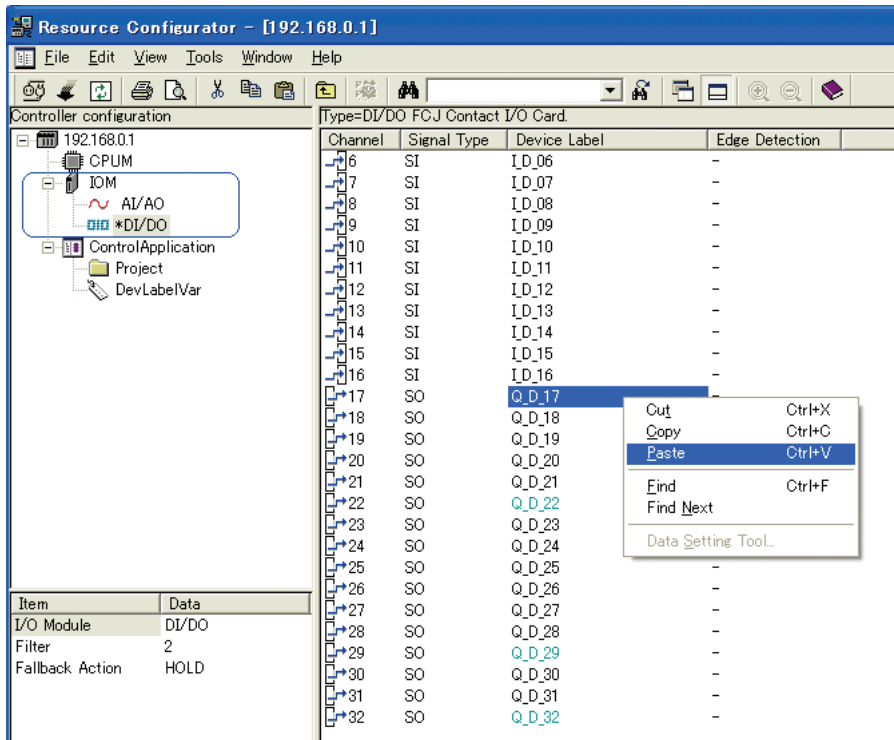 Resource Configurator - [192.168.0.1]
File Edit View Tools Window Help
Controller configuration
192.168.0.1
CPUM
IOM
AI/AO
*DI/DO
ControlApplication
Project
DevLabelVar
Item Data
I/O Module DI/DO
Filter 2
Fallback Action HOLD
Type=DI/DO FCJ Contact I/O Card.
Channel Signal Type Device Label Edge Detection
6 SI I_D_06 -
7 SI I_D_07 -
8 SI I_D_08 -
9 SI I_D_09 -
10 SI I_D_10 -
11 SI I_D_11 -
12 SI I_D_12 -
13 SI I_D_13 -
14 SI I_D_14 -
15 SI I_D_15 -
16 SI I_D_16 -
17 SO Q_D_17 -
18 SO Q_D_18
19 SO Q_D_19
20 SO Q_D_20
21 SO Q_D_21
22 SO Q_D_22
23 SO Q_D_23
24 SO Q_D_24
25 SO Q_D_25 -
26 SO Q_D_26 -
27 SO Q_D_27 -
28 SO Q_D_28 -
29 SO Q_D_29 -
30 SO Q_D_30 -
31 SO Q_D_31 -
32 SO Q_D_32 -
Cut Ctrl+X
Copy Ctrl+C
Paste Ctrl+V
Find Ctrl+F
Find Next
Data Setting Tool...